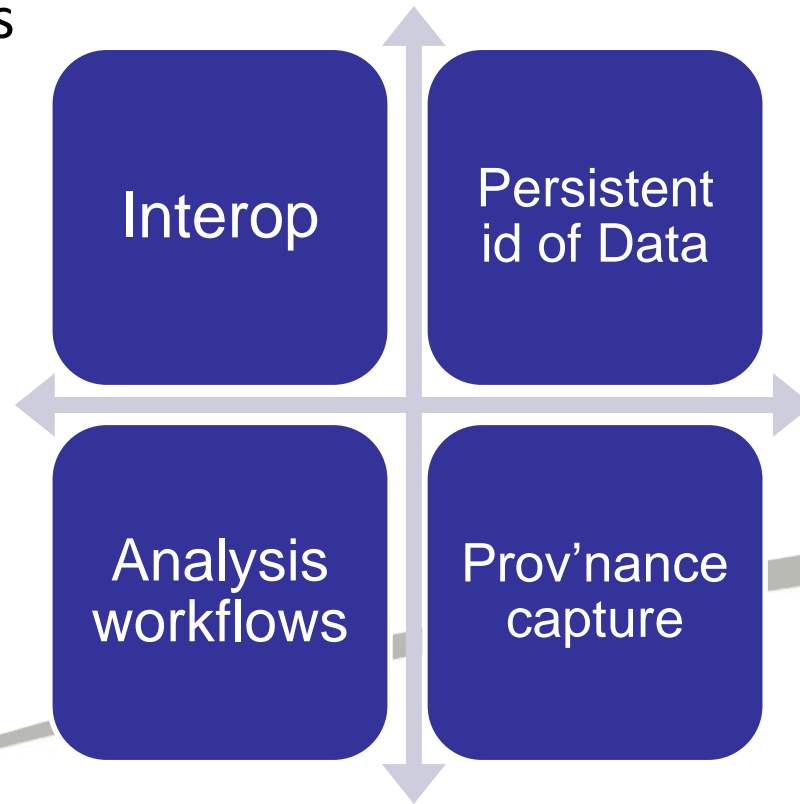 s
Interop
Persistent
id of Data
Analysis
workflows
Prov'nance
capture